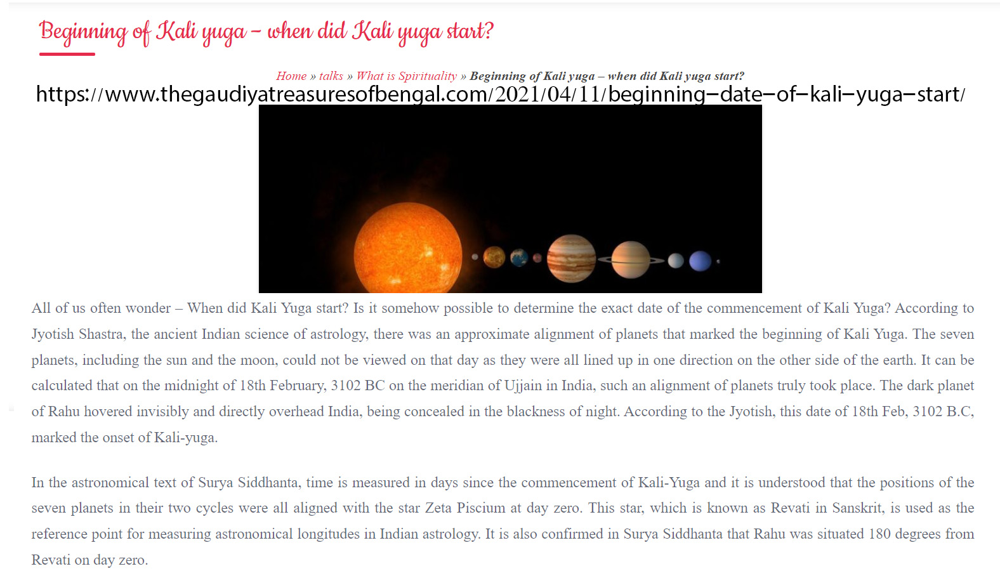 Beginning of Kali yuga – when did Kali yuga start?
Home » talks » What is Spirituality » Beginning of Kali yuga – when did Kali yuga start?
https://www.thegaudiyatreasuresofbengal.com/2021/04/11/beginning-date-of-kali-yuga-start/
All of us often wonder – When did Kali Yuga start? Is it somehow possible to determine the exact date of the commencement of Kali Yuga? According to
Jyotish Shastra, the ancient Indian science of astrology, there was an approximate alignment of planets that marked the beginning of Kali Yuga. The seven
planets, including the sun and the moon, could not be viewed on that day as they were all lined up in one direction on the other side of the earth. It can be
calculated that on the midnight of 18th February, 3102 BC on the meridian of Ujjain in India, such an alignment of planets truly took place. The dark planet
of Rahu hovered invisibly and directly overhead India, being concealed in the blackness of night. According to the Jyotish, this date of 18th Feb, 3102 B.C,
marked the onset of Kali-yuga.
In the astronomical text of Surya Siddhanta, time is measured in days since the commencement of Kali-Yuga and it is understood that the positions of the
seven planets in their two cycles were all aligned with the star Zeta Piscium at day zero. This star, which is known as Revati in Sanskrit, is used as the
reference point for measuring astronomical longitudes in Indian astrology. It is also confirmed in Surya Siddhanta that Rahu was situated 180 degrees from
Revati on day zero.